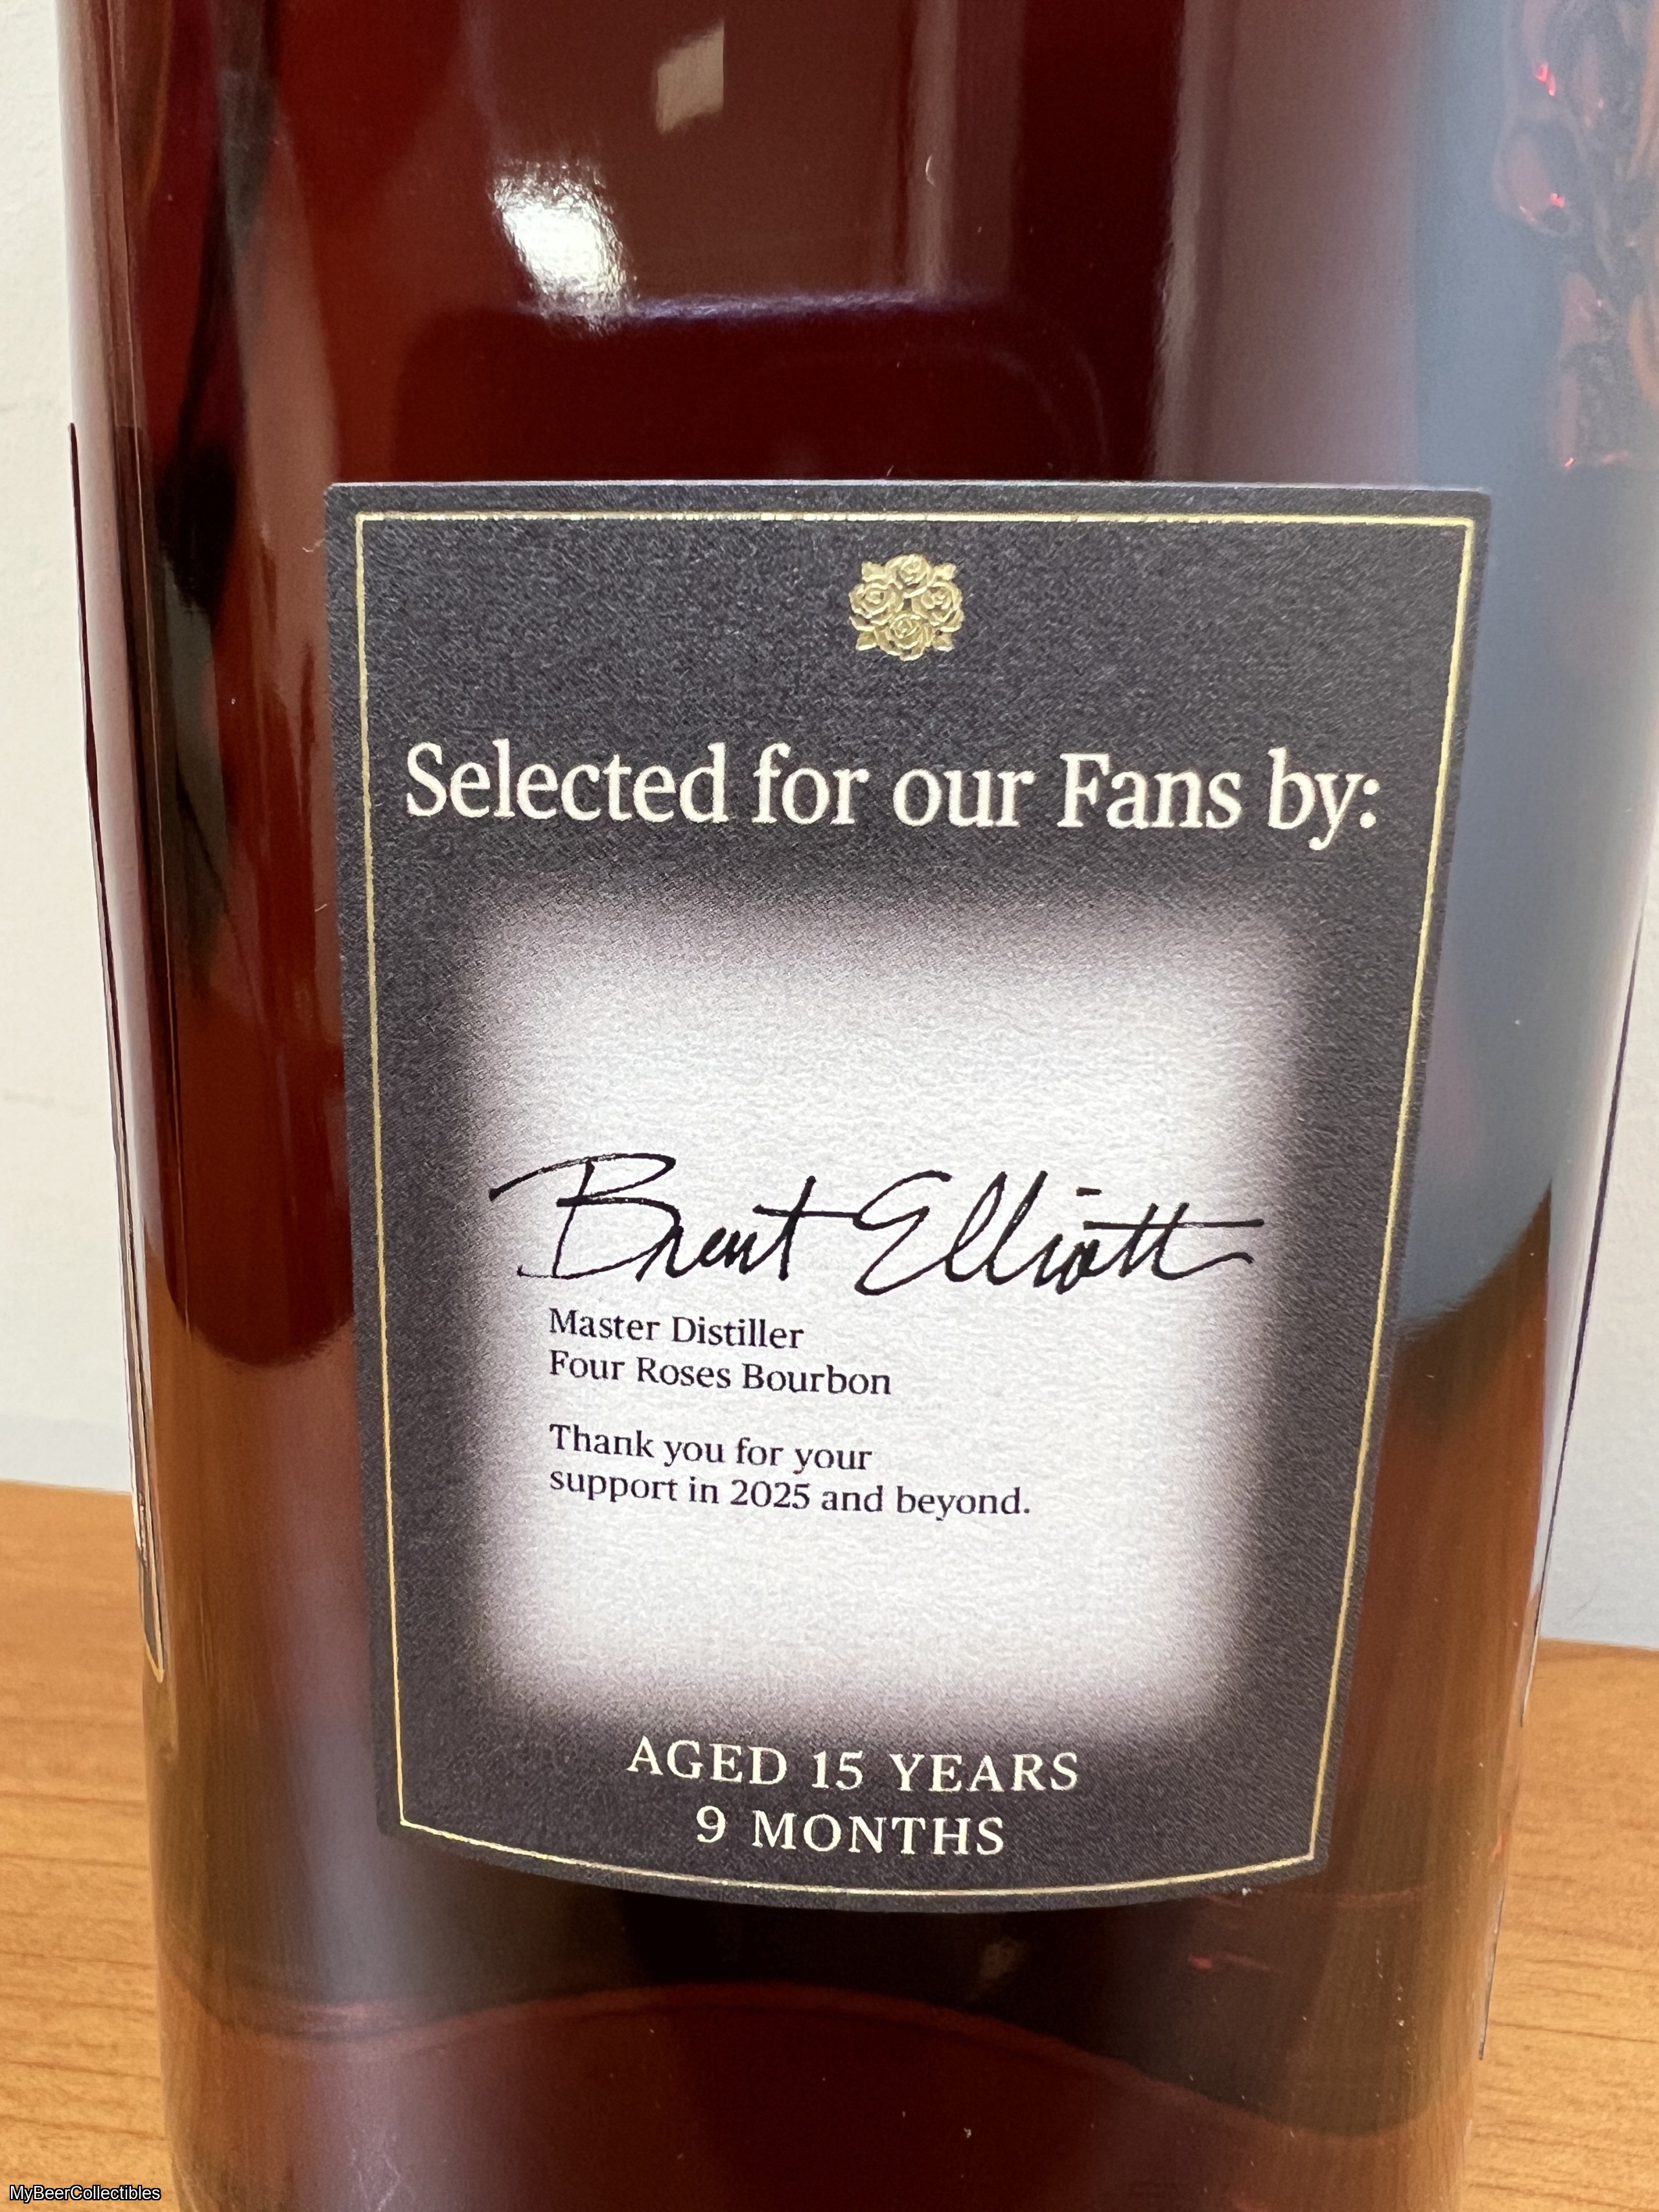 Selected for our Fans by:
Brent Elliott
Master Distiller
Four Roses Bourbon
Thank you for your
support in 2025 and beyond.
AGED 15 YEARS
9 MONTHS
MyBeerCollectibles